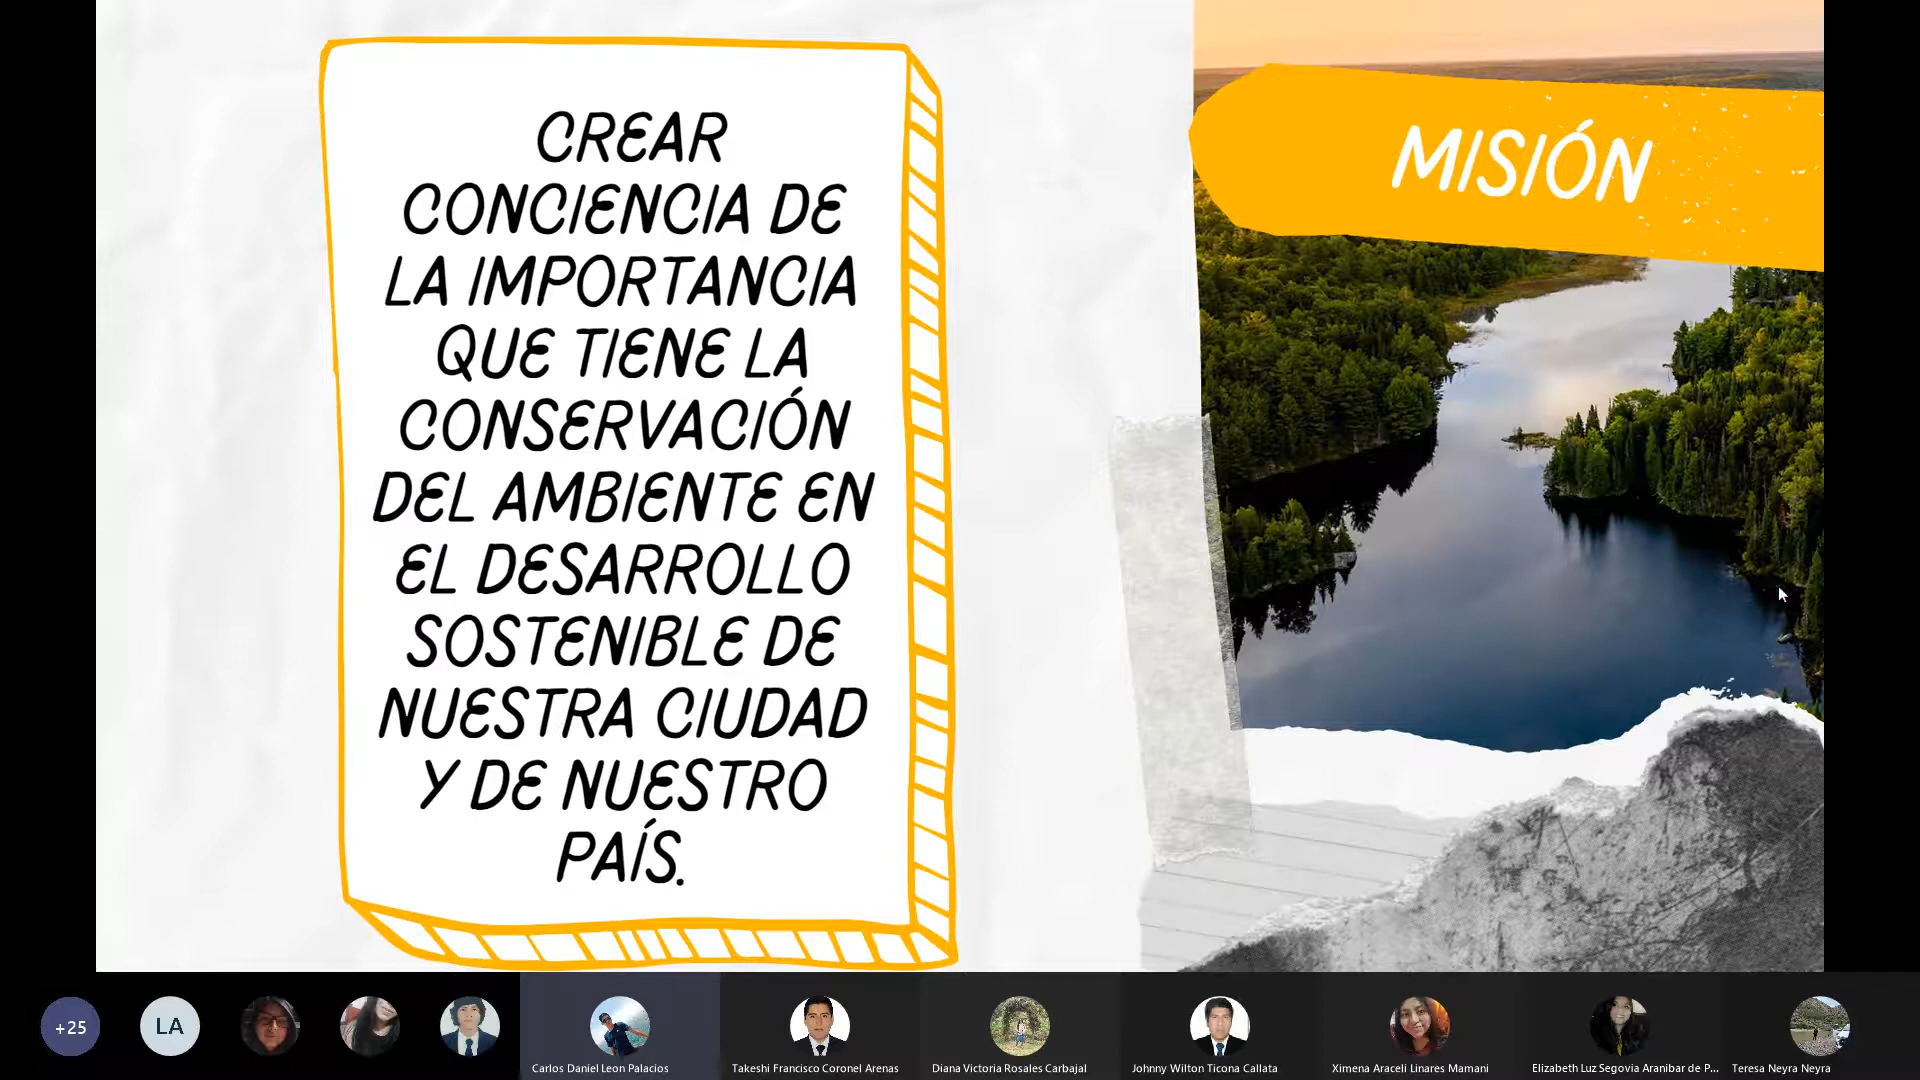 CREAR
CONCIENCIA DE
LA IMPORTANCIA
QUE TIENE LA
CONSERVACIÓN
DEL AMBIENTE EN
EL DESARROLLO
SOSTENIBLE DE
NUESTRA CIUDAD
Y DE NUESTRO
PAÍS.
MISIÓN
+25
LA
Carlos Daniel Leon Palacios
Takeshi Francisco Coronel Arenas
Diana Victoria Rosales Carbajal
Johnny Wilton Ticona Callata
Ximena Araceli Linares Mamani
Elizabeth Luz Segovia Aranibar de P...
Teresa Neyra Neyra